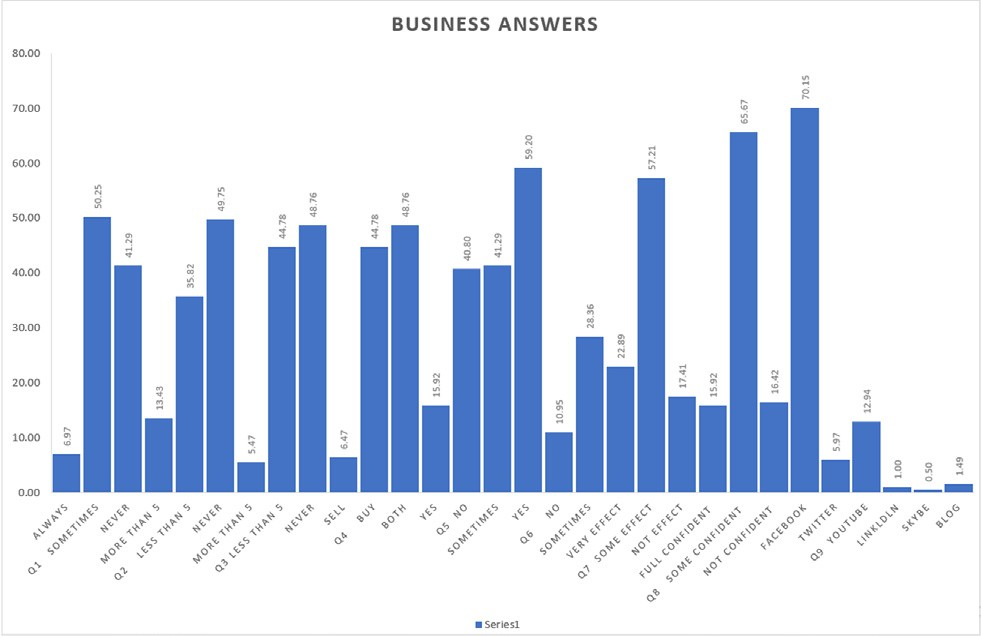 BUSINESS ANSWERS
80.00
70.00
60.00
50.00
40.00
30.00
20.00
10.00
0.00
6.97
50.25
41.29
13.43
35.82
49.75
5.47
44.78
48.76
6.47
44.78
48.76
15.92
40.80
41.29
59.20
10.95
28.36
22.89
57.21
17.41
15.92
65.67
16.42
70.15
5.97
12.94
1.00
0.50
1.49
ALWAYS
Q1 SOMETIMES
NEVER
MORE THAN 5
Q2 LESS THAN 5
NEVER
MORE THAN 5
Q3 LESS THAN 5
NEVER
SELL
Q4 BUY
BOTH
YES
Q5 NO
SOMETIMES
YES
Q6 NO
SOMETIMES
VERY EFFECT
Q7 SOME EFFECT
NOT EFFECT
FULL CONFIDENT
Q8 SOME CONFIDENT
NOT CONFIDENT
FACEBOOK
TWITTER
Q9 YOUTUBE
LINKLDLN
SKYBE
BLOG
Series1